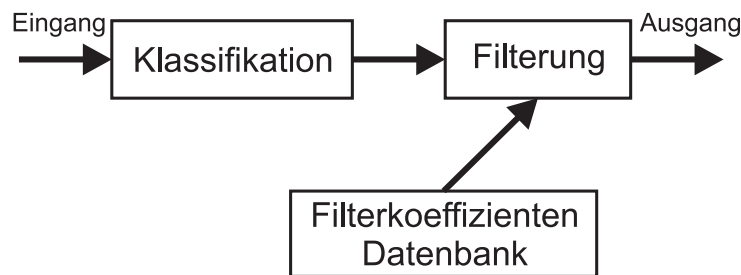 Eingang
Klassifikation
Filterung
Ausgang
Filterkoeffizienten
Datenbank